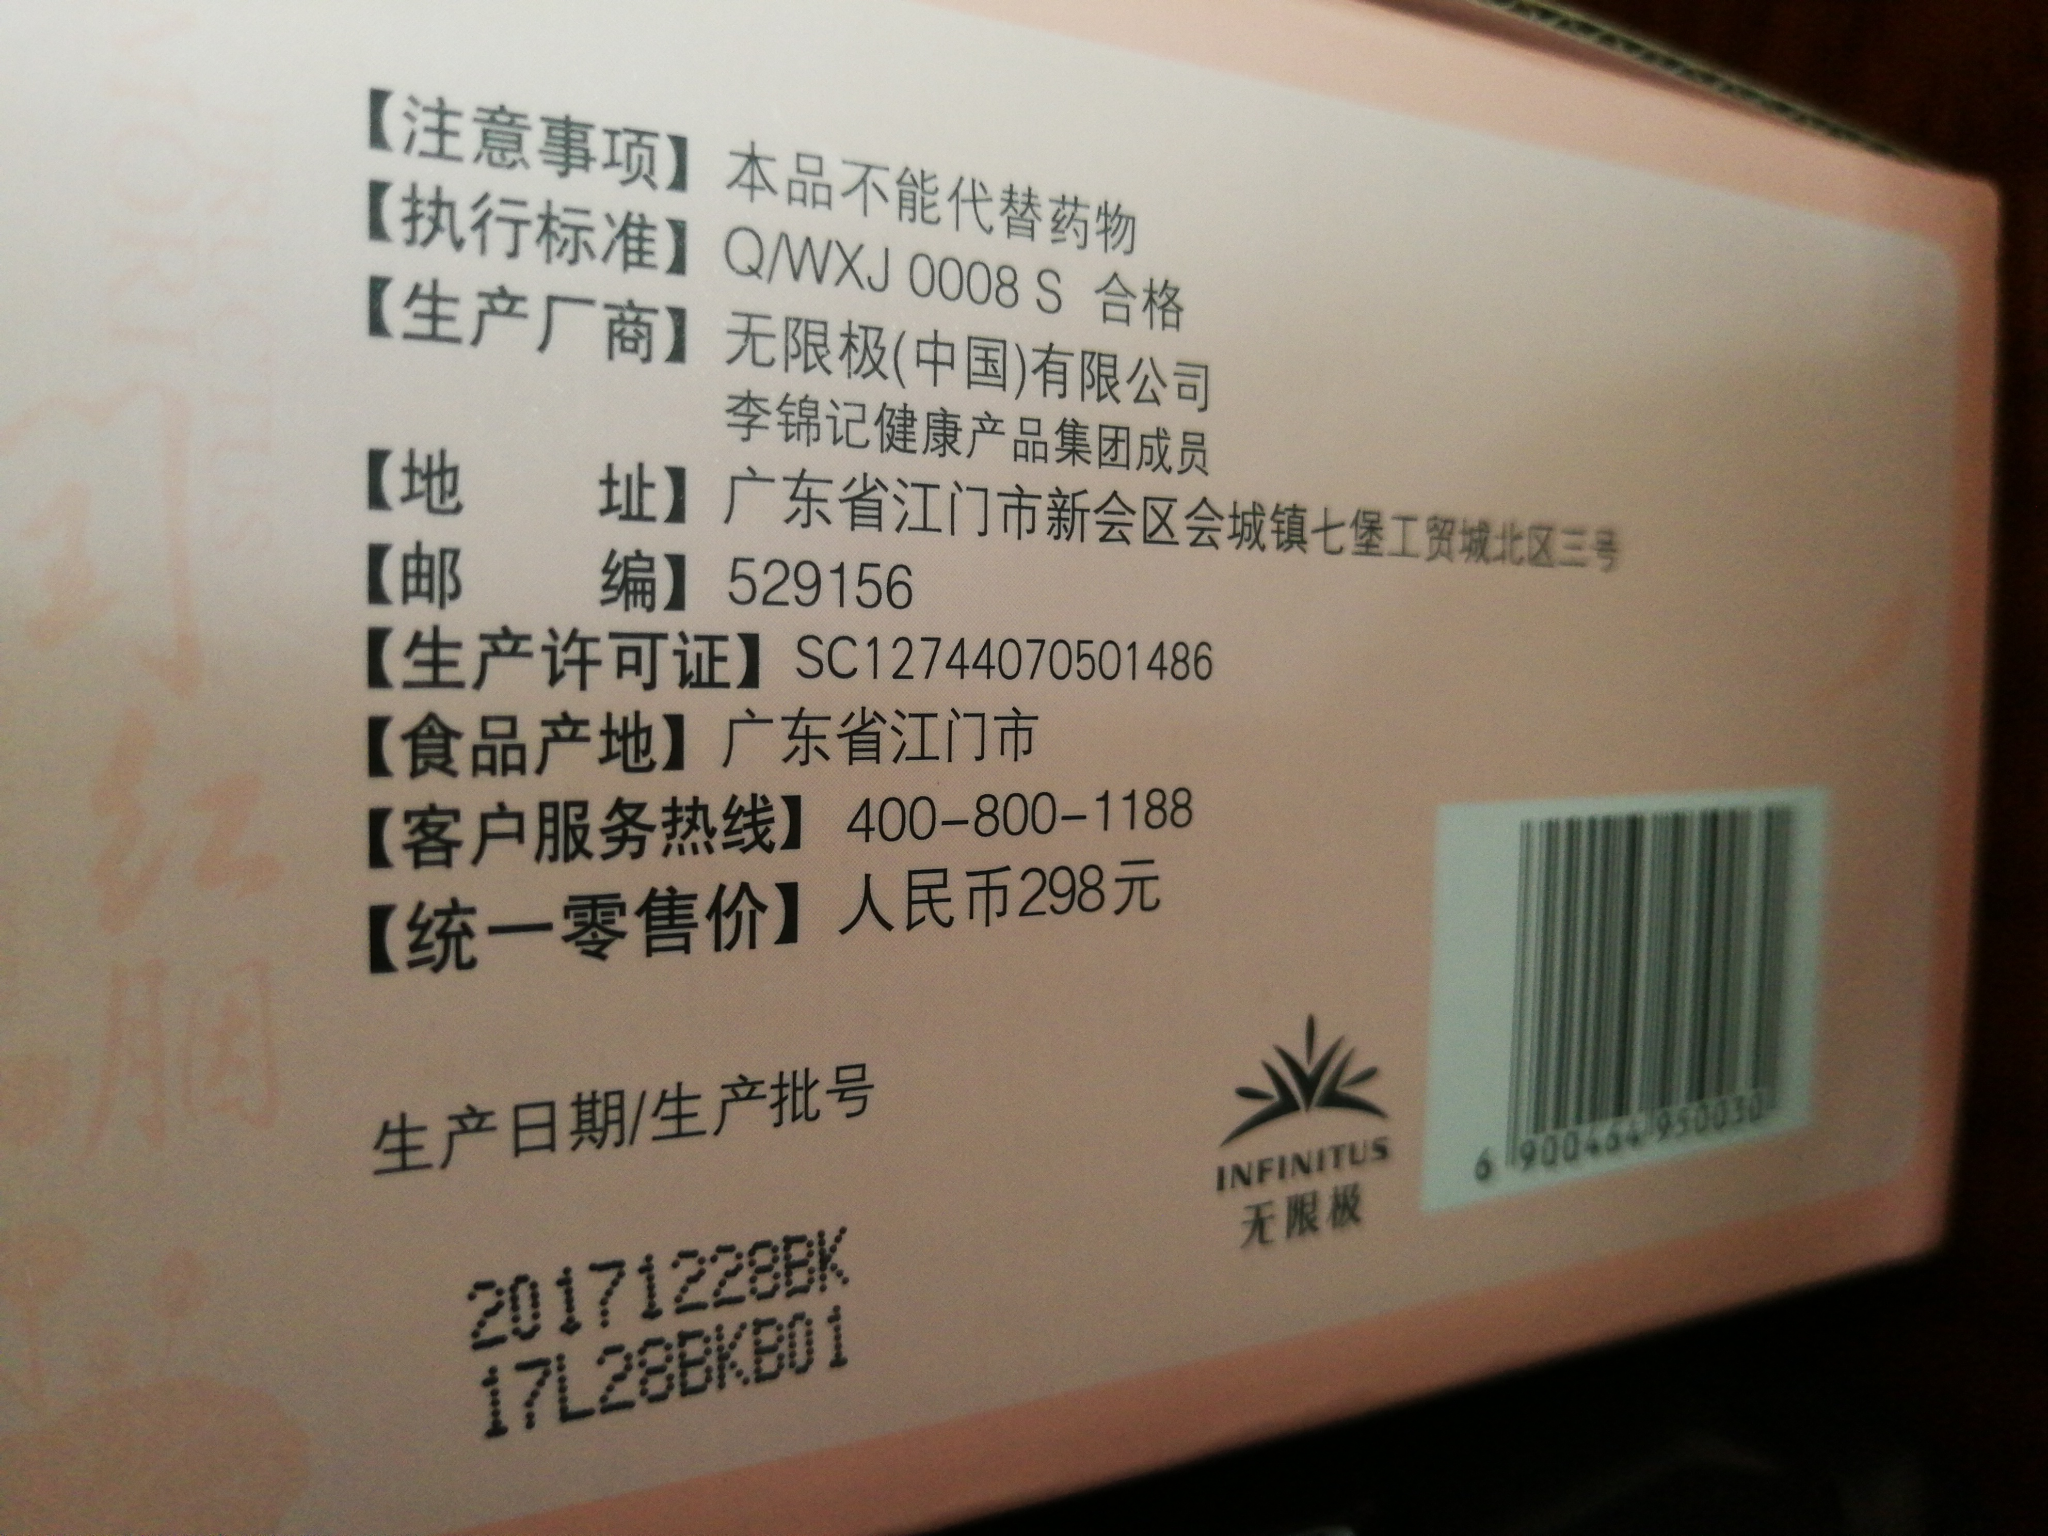 【注意事项】本品不能代替药物
【执行标准】Q/WXJ 0008 S 合格
【生产厂商】无限极(中国)有限公司
李锦记健康产品集团成员
【地 址】广东省江门市新会区会城镇七堡工贸城北区三号
【邮 编】529156
【生产许可证】SC12744070501486
【食品产地】广东省江门市
【客户服务热线】400-800-1188
【统一零售价】人民币298元
生产日期/生产批号
20171228BK
17L28BKB01
INFINITUS
无限极
6 900464 950030
红胭